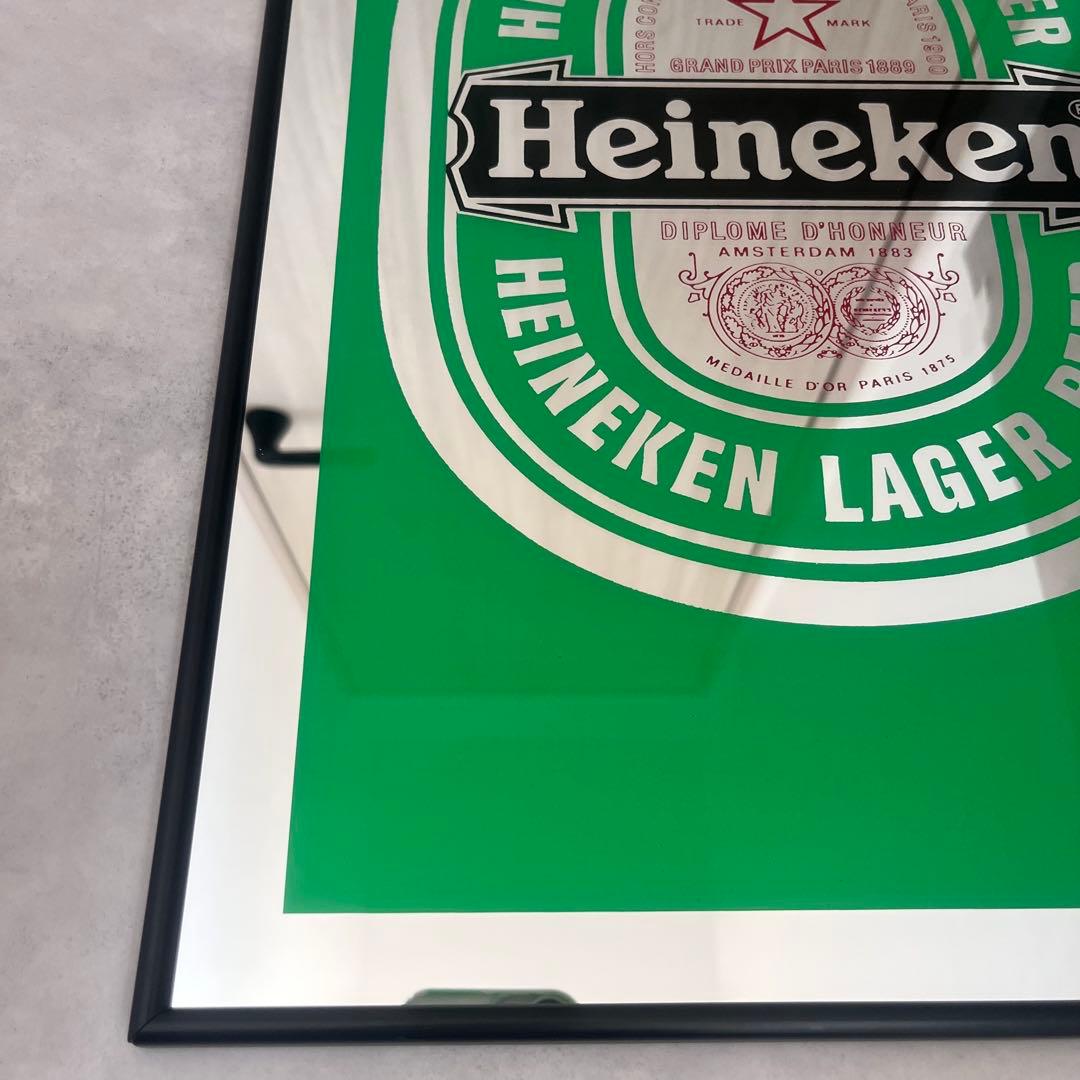 TRADE MARK
GRAND PRIX PARIS 1889
Heineken
DIPLOME D'HONNEUR
AMSTERDAM 1883
MEDAILLE D'OR PARIS 1875
HEINEKEN LAGER